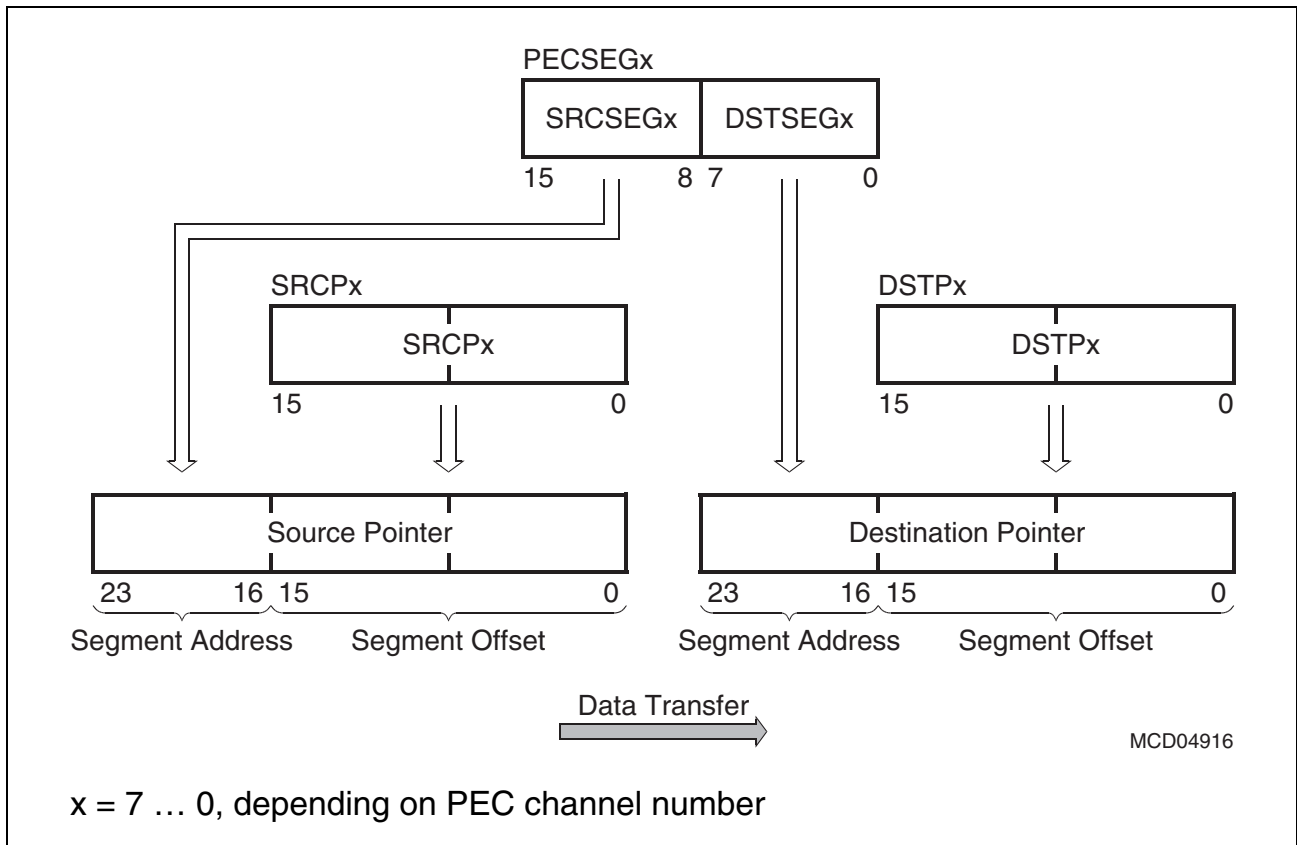 PECSEGx
SRCSEGx DSTSEGx
15 8 7 0
SRCPx DSTPx
SRCPx DSTPx
15 0 15 0
Source Pointer Destination Pointer
23 16 15 0 23 16 15 0
Segment Address Segment Offset Segment Address Segment Offset
Data Transfer
MCD04916
x = 7 … 0, depending on PEC channel number